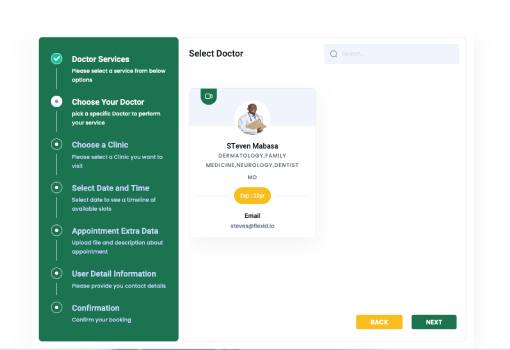 Doctor Services
Please select a service from below
options
Choose Your Doctor
pick a specific Doctor to perform
your service
Choose a Clinic
Please select a Clinic you want to
visit
Select Date and Time
Select date to see a timeline of
available slots
Appointment Extra Data
Upload file and description about
appointment
User Detail Information
Please provide you contact details
Confirmation
Confirm your booking
Select Doctor
Search...
STeven Mabasa
DERMATOLOGY,FAMILY
MEDICINE,NEUROLOGY,DENTIST
MD
Exp : 10yr
Email
steves@flexid.io
BACK
NEXT